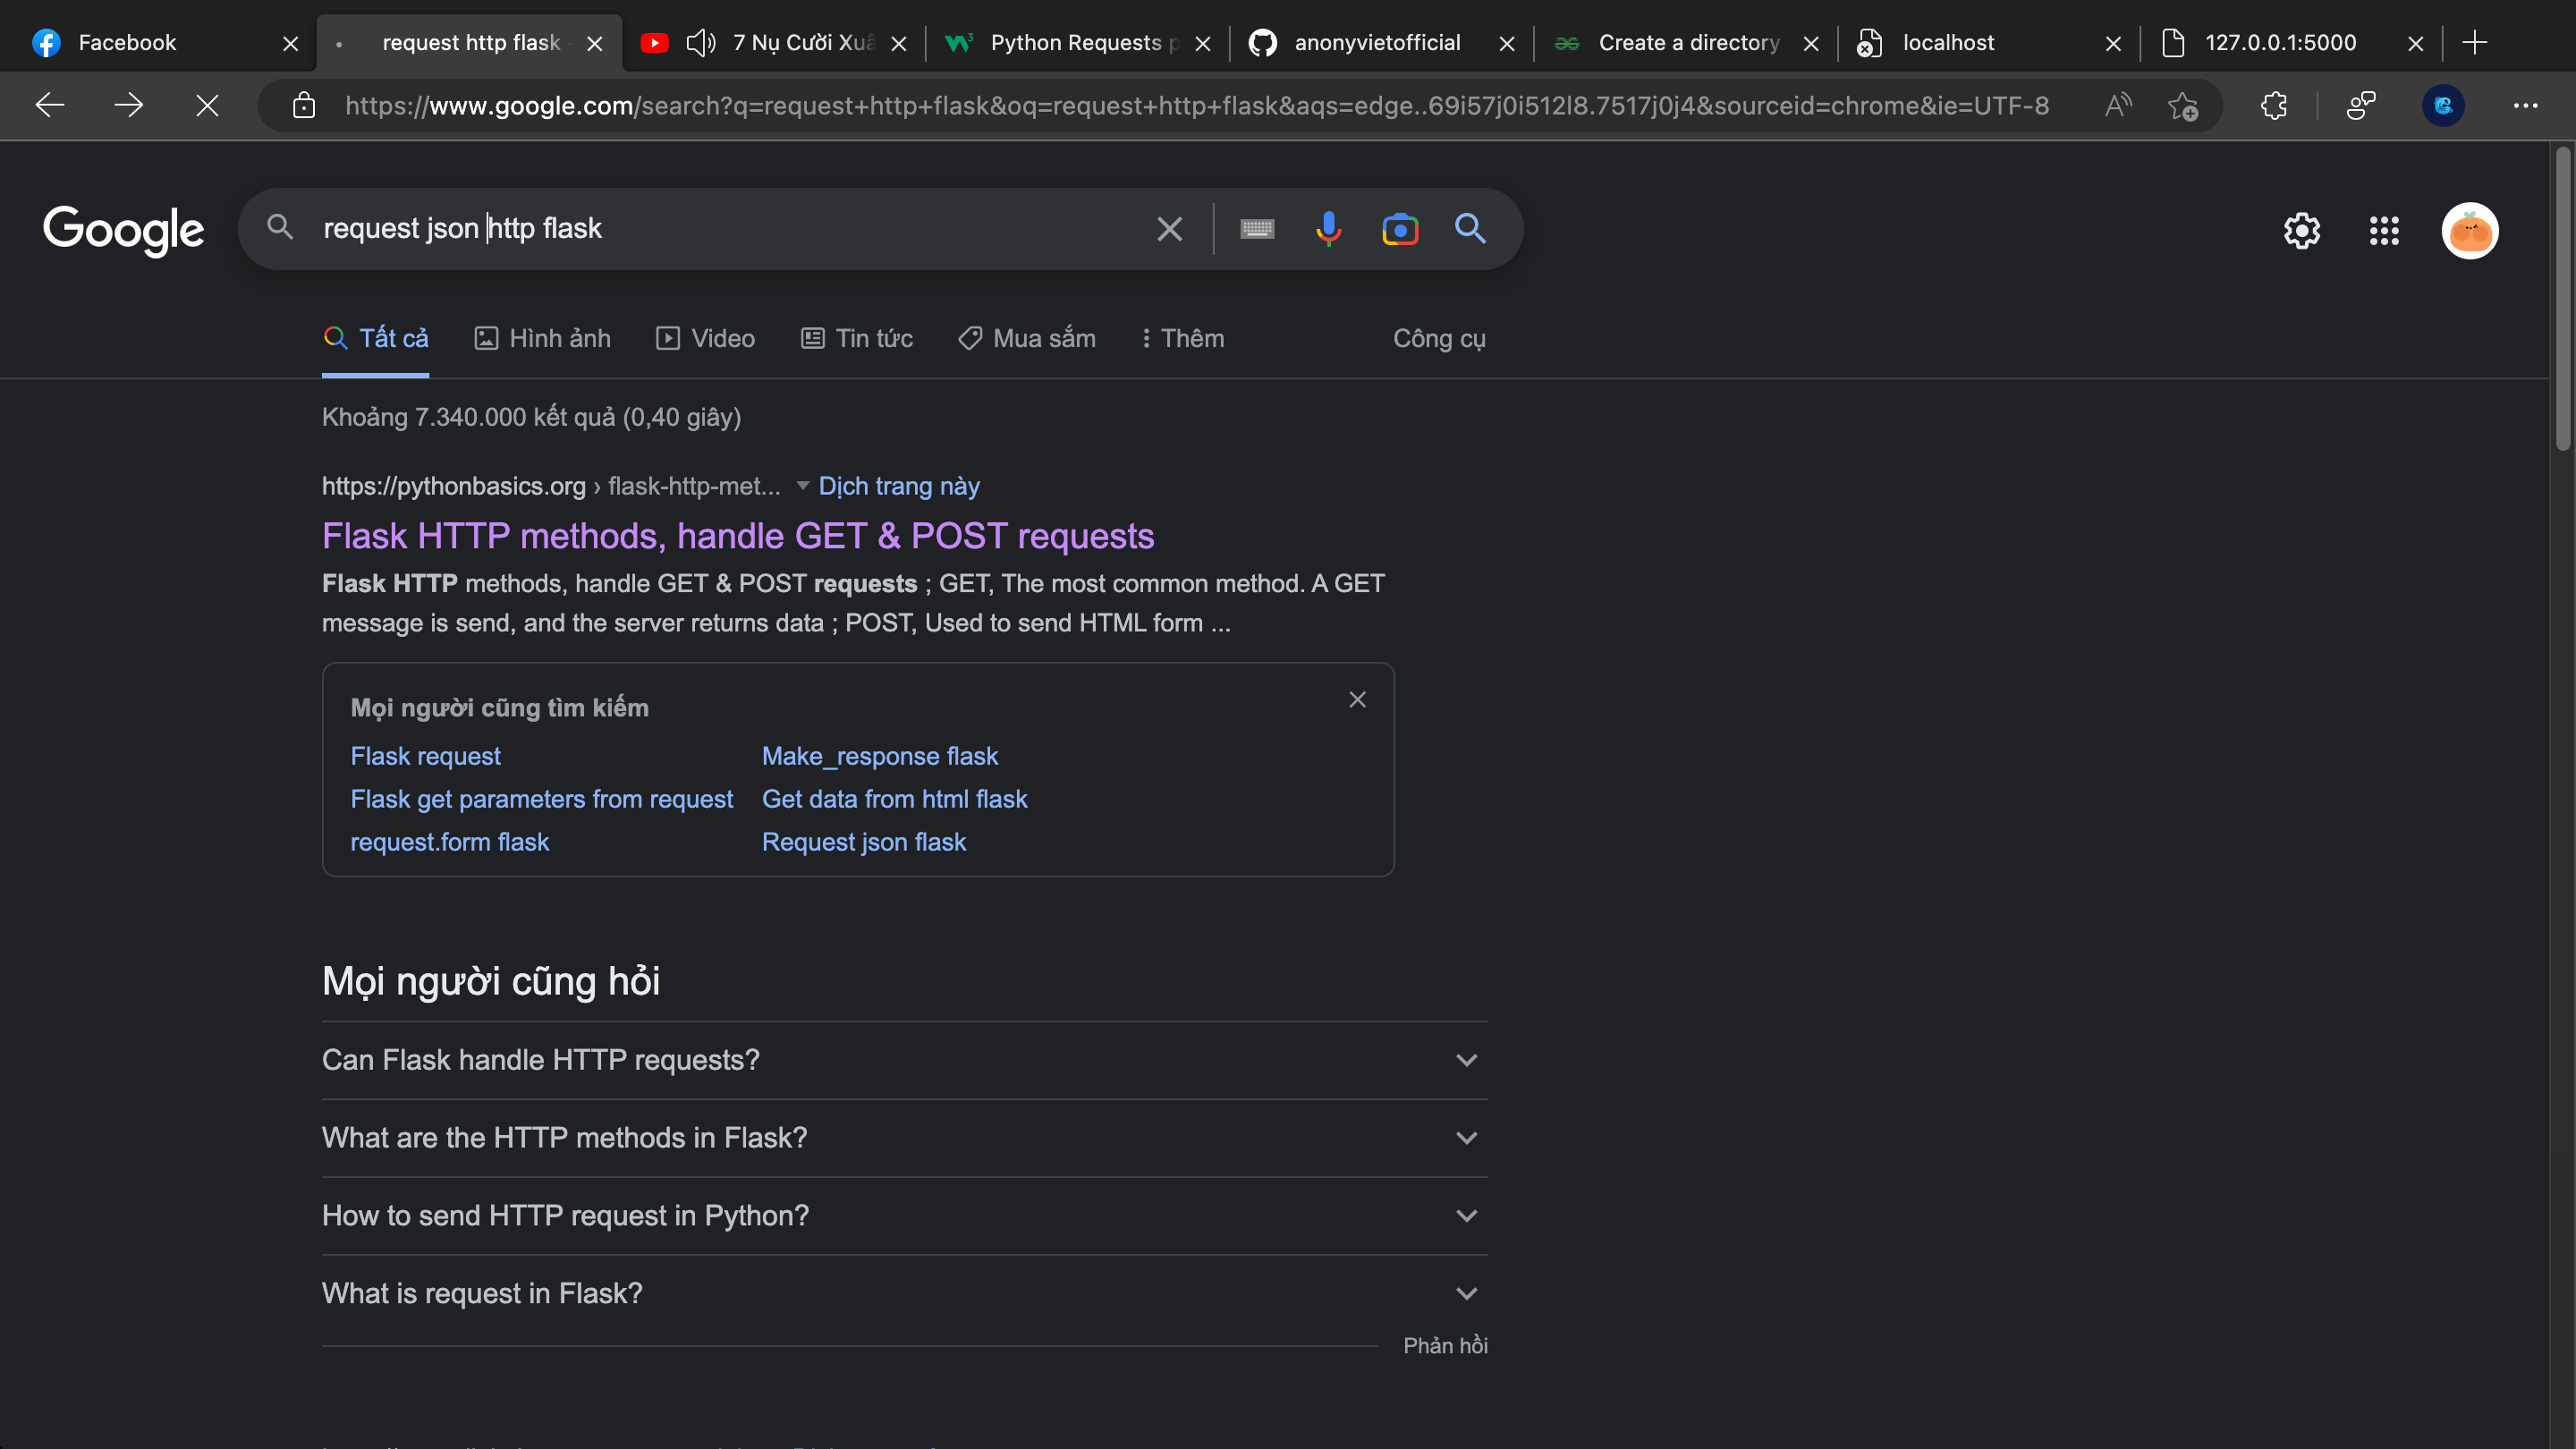 Facebook
request http flask
7 Nụ Cười Xuâ
Python Requests p
anonyvietofficial
Create a directory
localhost
127.0.0.1:5000
https://www.google.com/search?q=request+http+flask&oq=request+http+flask&aqs=edge..69i57j0i512l8.7517j0j4&sourceid=chrome&ie=UTF-8
Google
request json http flask
Tất cả
Hình ảnh
Video
Tin tức
Mua sắm
Thêm
Công cụ
Khoảng 7.340.000 kết quả (0,40 giây)
https://pythonbasics.org › flask-http-met... Dịch trang này
Flask HTTP methods, handle GET & POST requests
Flask HTTP methods, handle GET & POST requests ; GET, The most common method. A GET
message is send, and the server returns data ; POST, Used to send HTML form ...
Mọi người cũng tìm kiếm
Flask request
Make_response flask
Flask get parameters from request
Get data from html flask
request.form flask
Request json flask
Mọi người cũng hỏi
Can Flask handle HTTP requests?
What are the HTTP methods in Flask?
How to send HTTP request in Python?
What is request in Flask?
Phản hồi